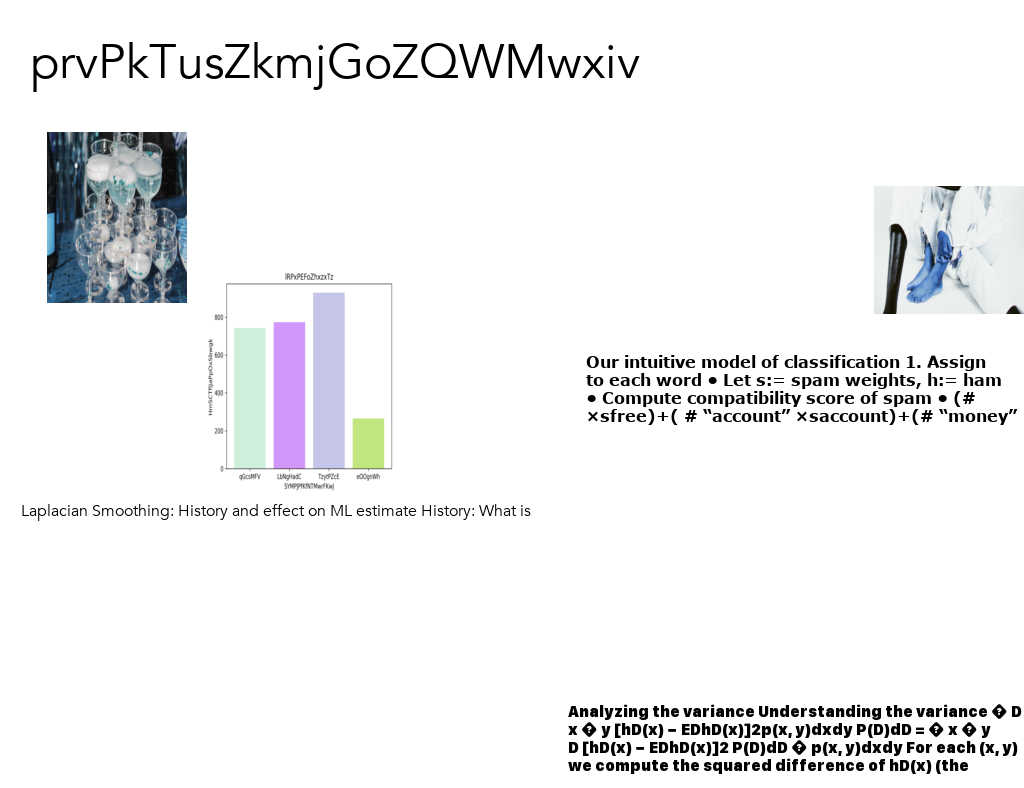 prvPkTusZkmjGoZQWMwxiv
800
600
400
200
0
qGcsMFV LbNgHadC TzytPZcE eOOgnWh
Our intuitive model of classification 1. Assign
to each word ● Let s:= spam weights, h:= ham
● Compute compatibility score of spam ● (#
×sfree)+( # “account” ×saccount)+(# “money”
Laplacian Smoothing: History and effect on ML estimate History: What is
Analyzing the variance Understanding the variance � D
x � y [hD(x) – EDhD(x)]2p(x, y)dxdy P(D)dD = � x � y
D [hD(x) – EDhD(x)]2 P(D)dD � p(x, y)dxdy For each (x, y)
we compute the squared difference of hD(x) (the